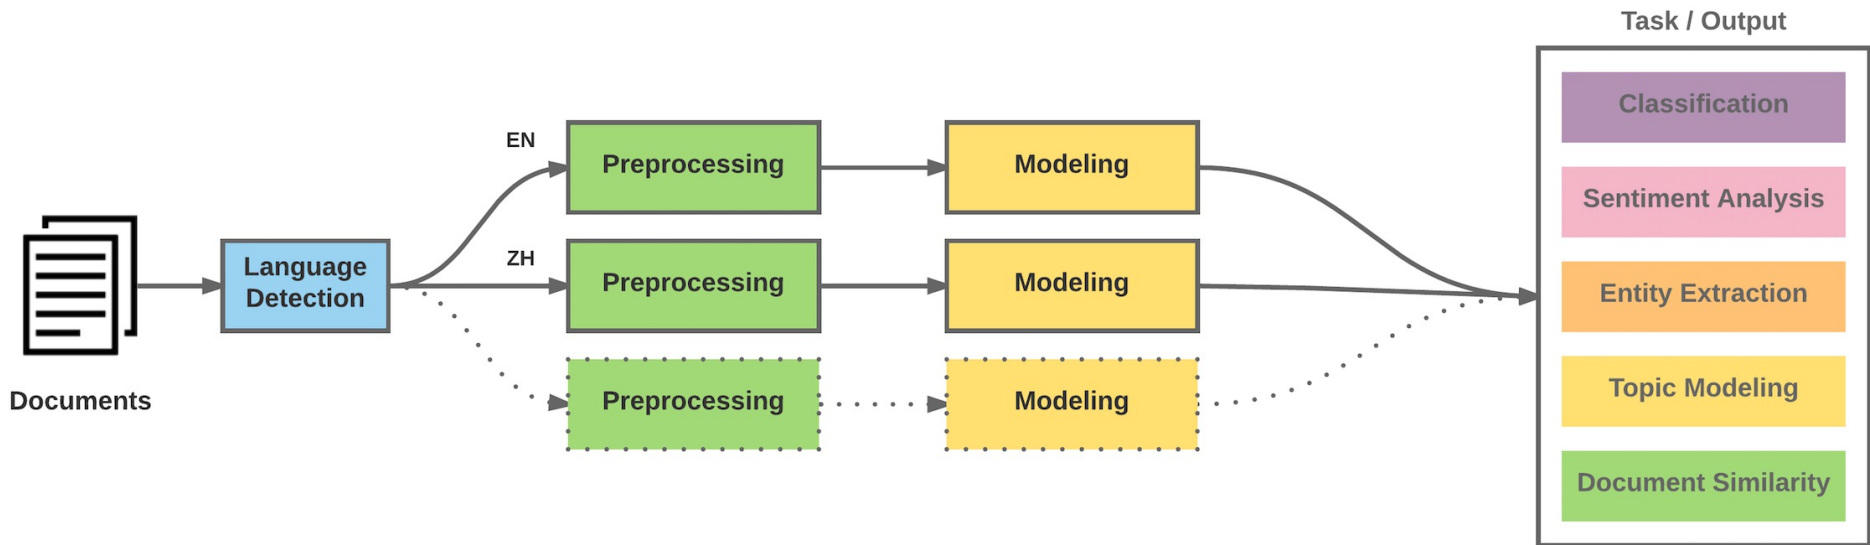 Task / Output
Classification
EN
Preprocessing
Modeling
Sentiment Analysis
ZH
Language
Detection
Preprocessing
Modeling
Entity Extraction
Documents
Preprocessing
Modeling
Topic Modeling
Document Similarity